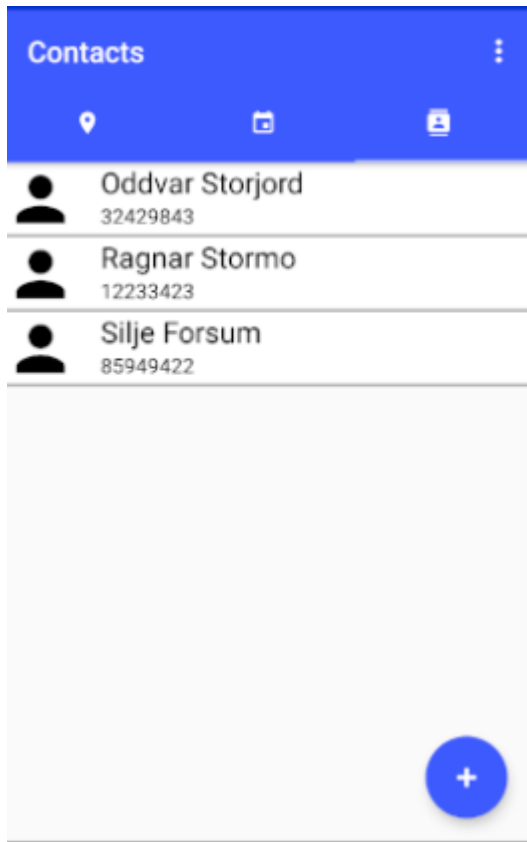 Contacts
Oddvar Storjord
32429843
Ragnar Stormo
12233423
Silje Forsum
85949422